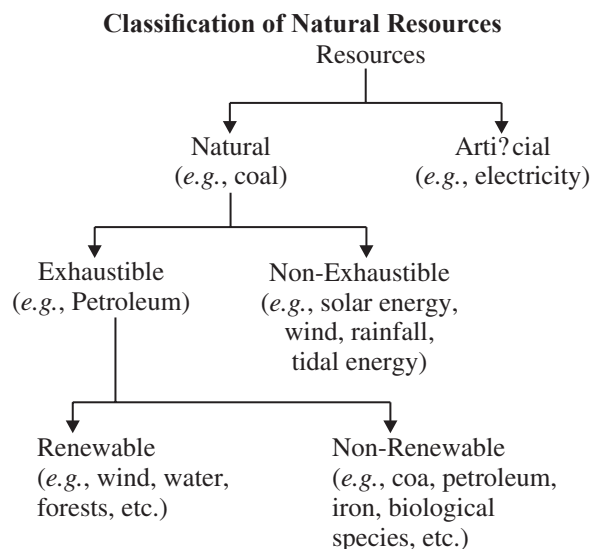 Classification of Natural Resources
Resources
Natural
(e.g., coal)
Arti?cial
(e.g., electricity)
Exhaustible
(e.g., Petroleum)
Non-Exhaustible
(e.g., solar energy,
wind, rainfall,
tidal energy)
Renewable
(e.g., wind, water,
forests, etc.)
Non-Renewable
(e.g., coa, petroleum,
iron, biological
species, etc.)